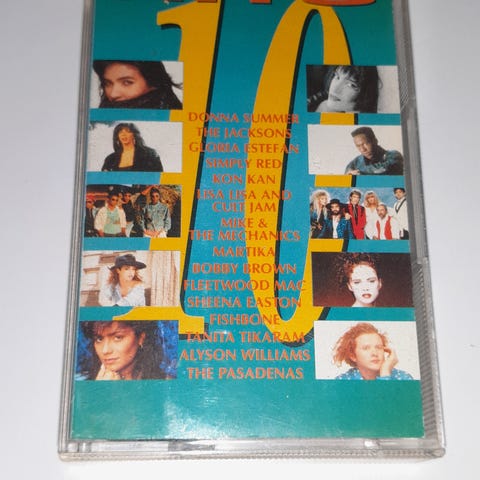 10
DONNA SUMMER
THE JACKSONS
GLORIA ESTEFAN
SIMPLY RED
KON KAN
LISA LISA AND
CULT JAM
MIKE &
THE MECHANICS
MARTIKA
BOBBY BROWN
FLEETWOOD MAC
SHEENA EASTON
FISHBONE
TANITA TIKARAM
ALYSON WILLIAMS
THE PASADENAS